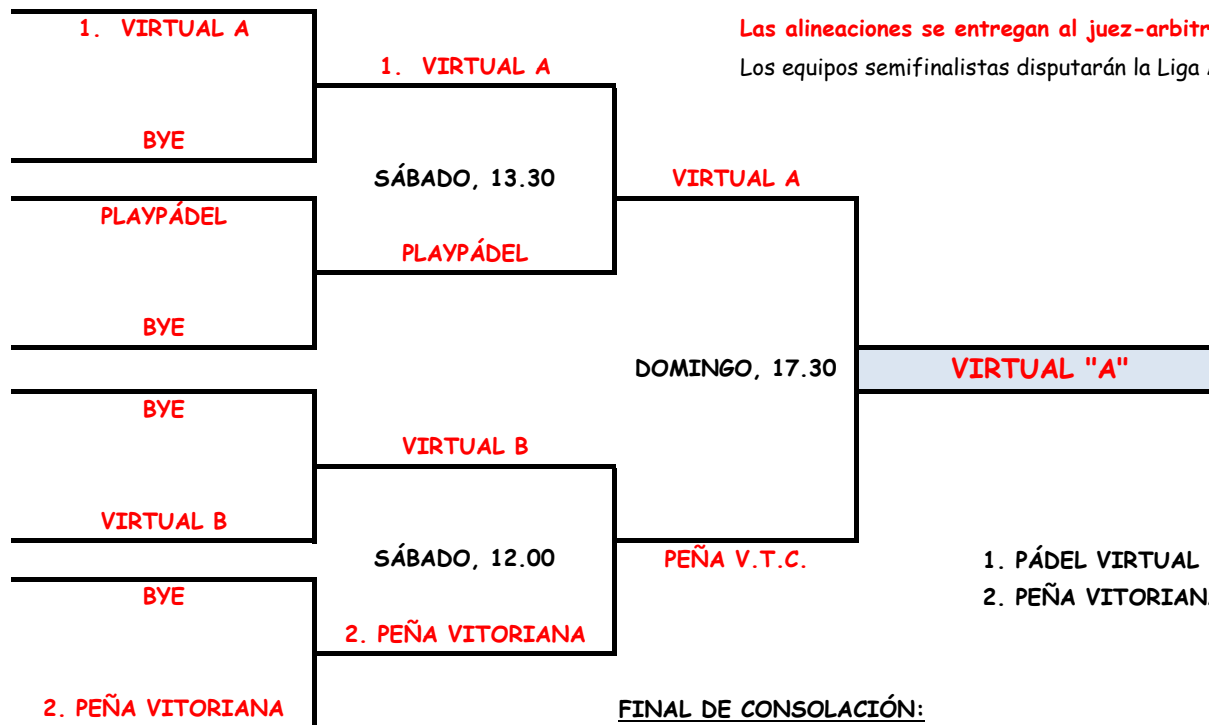 1. VIRTUAL A
Las alineaciones se entregan al juez-arbitr
1. VIRTUAL A
Los equipos semifinalistas disputarán la Liga
BYE
SÁBADO, 13.30
VIRTUAL A
PLAYPÁDEL
PLAYPÁDEL
BYE
DOMINGO, 17.30
VIRTUAL "A"
BYE
VIRTUAL B
VIRTUAL B
SÁBADO, 12.00
PEÑA V.T.C.
1. PÁDEL VIRTUAL
BYE
2. PEÑA VITORIAN
2. PEÑA VITORIANA
2. PEÑA VITORIANA
FINAL DE CONSOLACIÓN: